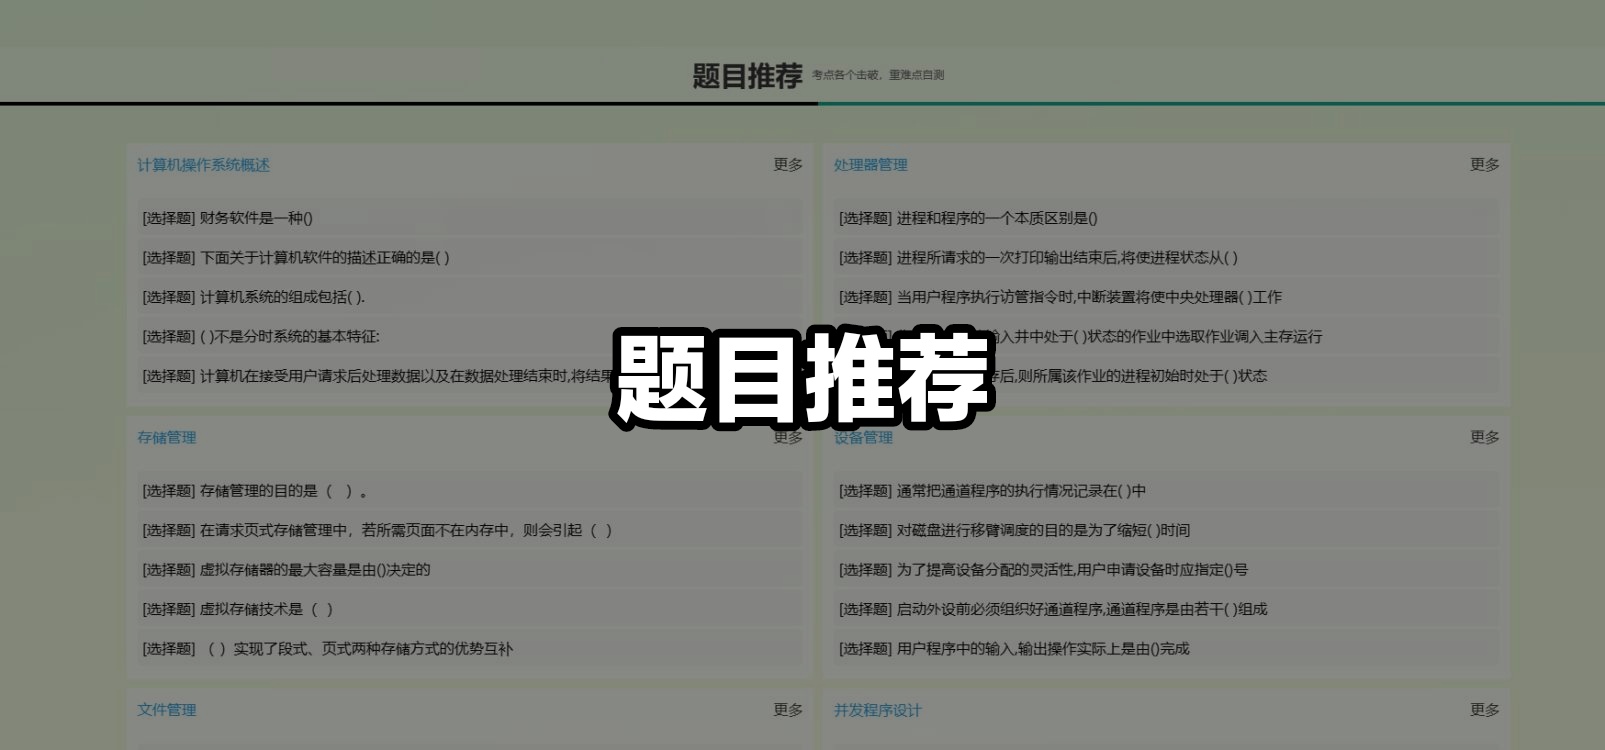 题目推荐 考点各个击破，重难点自测
计算机操作系统概述 更多
[选择题] 财务软件是一种()
[选择题] 下面关于计算机软件的描述正确的是( )
[选择题] 计算机系统的组成包括( ).
[选择题] ( )不是分时系统的基本特征:
[选择题] 计算机在接受用户请求后处理数据以及在数据处理结束时,将结果
处理器管理 更多
[选择题] 进程和程序的一个本质区别是()
[选择题] 进程所请求的一次打印输出结束后,将使进程状态从( )
[选择题] 当用户程序执行访管指令时,中断装置将使中央处理器( )工作
输入井中处于( )状态的作业中选取作业调入主存运行
存后,则所属该作业的进程初始时处于( )状态
题目推荐
存储管理 更多
[选择题] 存储管理的目的是（ ）。
[选择题] 在请求页式存储管理中，若所需页面不在内存中，则会引起（ ）
[选择题] 虚拟存储器的最大容量是由()决定的
[选择题] 虚拟存储技术是（ ）
[选择题] （ ）实现了段式、页式两种存储方式的优势互补
设备管理 更多
[选择题] 通常把通道程序的执行情况记录在( )中
[选择题] 对磁盘进行移臂调度的目的是为了缩短( )时间
[选择题] 为了提高设备分配的灵活性,用户申请设备时应指定()号
[选择题] 启动外设前必须组织好通道程序,通道程序是由若干( )组成
[选择题] 用户程序中的输入,输出操作实际上是由()完成
文件管理 更多
并发程序设计 更多